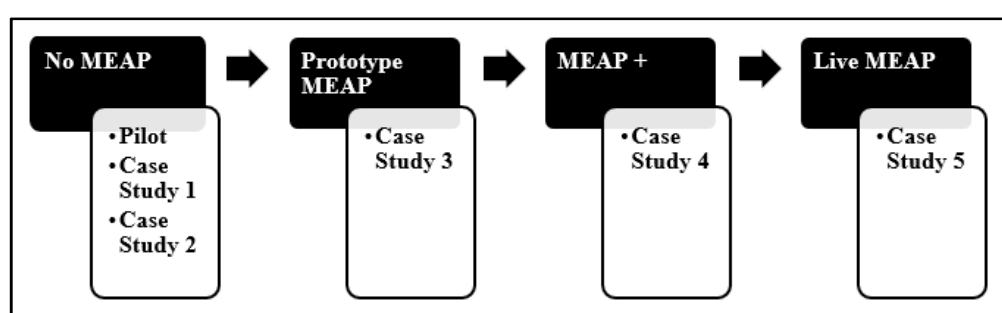 No MEAP
•Pilot
•Case
Study 1
•Case
Study 2
Prototype
MEAP
•Case
Study 3
MEAP +
•Case
Study 4
Live MEAP
•Case
Study 5